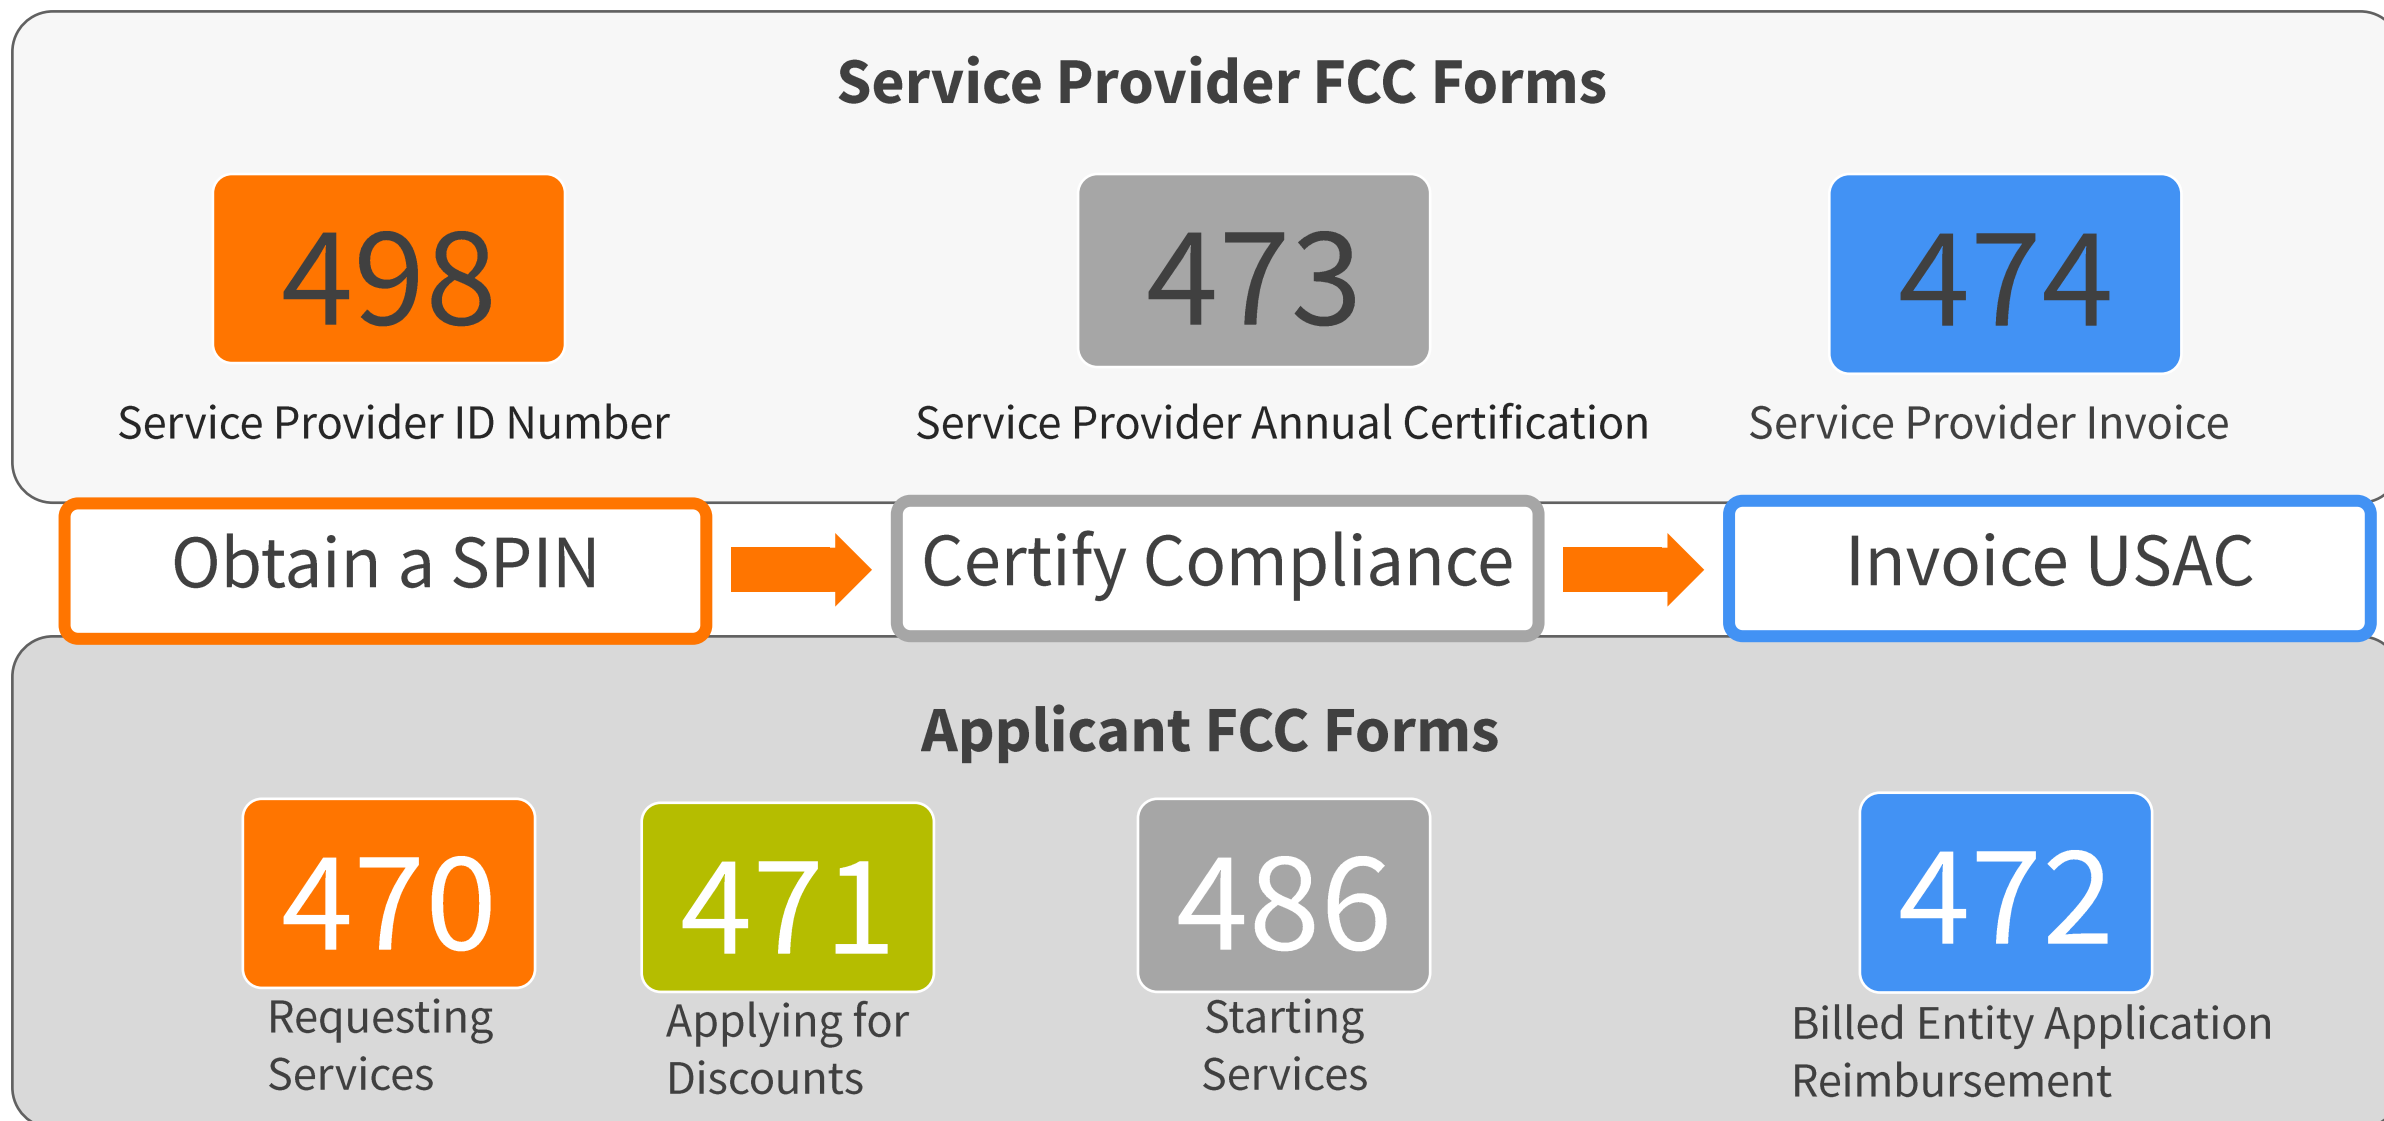 Service Provider FCC Forms
498
473
474
Service Provider ID Number
Service Provider Annual Certification
Service Provider Invoice
Obtain a SPIN
Certify Compliance
Invoice USAC
Applicant FCC Forms
470
471
486
472
Requesting
Services
Applying for
Discounts
Starting
Services
Billed Entity Application
Reimbursement